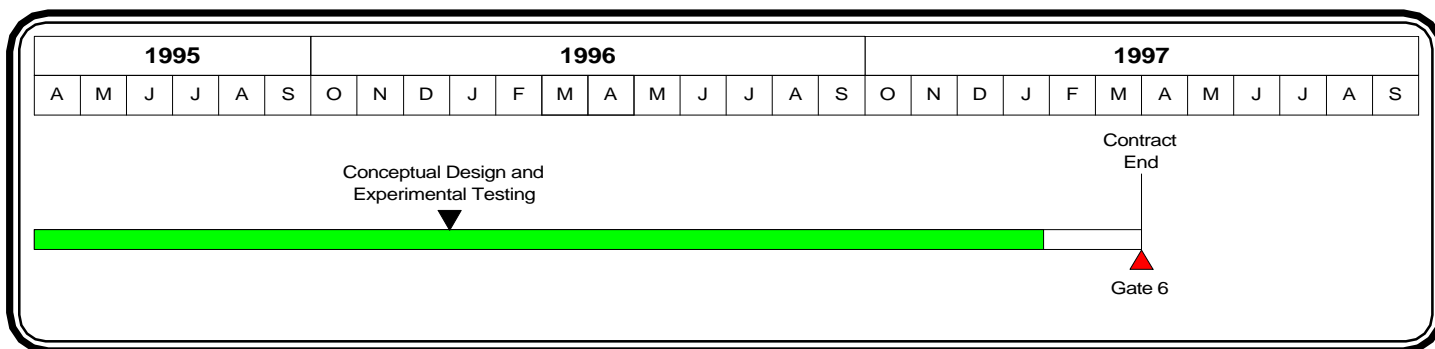 1995 1996 1997
A M J J A S O N D J F M A M J J A S O N D J F M A M J J A S
Contract
End
Conceptual Design and
Experimental Testing
Gate 6